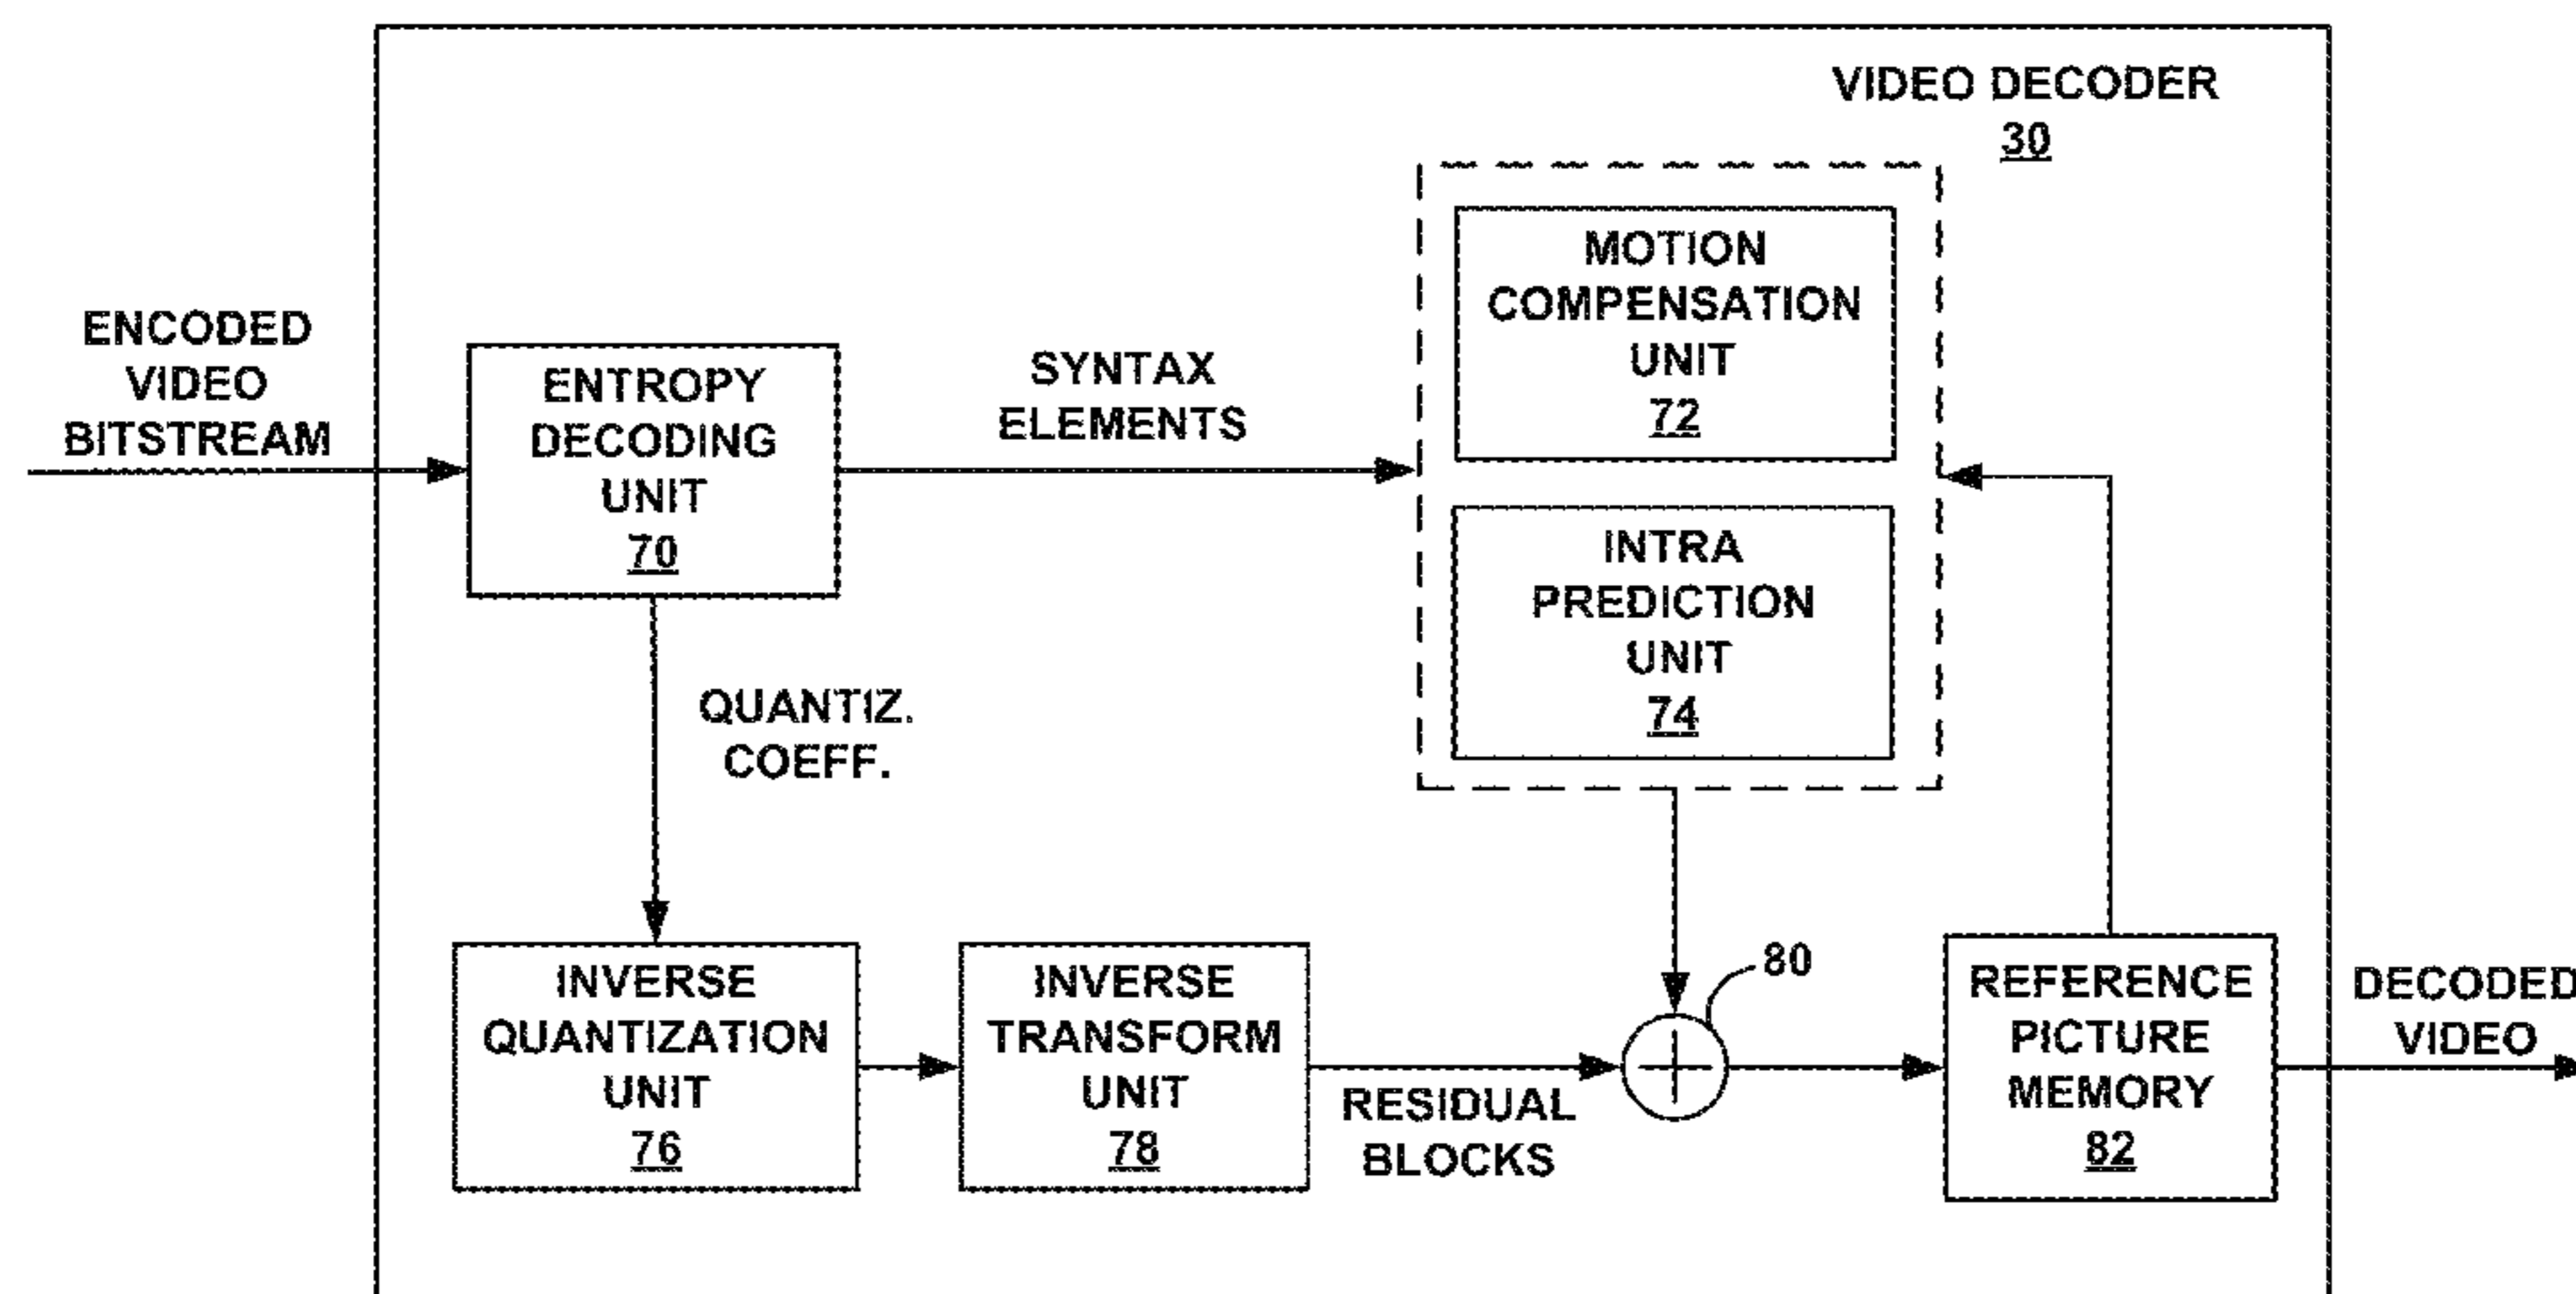 VIDEO DECODER
30
ENCODED
VIDEO
BITSTREAM
ENTROPY
DECODING
UNIT
70
SYNTAX
ELEMENTS
MOTION
COMPENSATION
UNIT
72
INTRA
PREDICTION
UNIT
74
QUANTIZ.
COEFF.
INVERSE
QUANTIZATION
UNIT
76
INVERSE
TRANSFORM
UNIT
78
RESIDUAL
BLOCKS
80
REFERENCE
PICTURE
MEMORY
82
DECODED
VIDEO